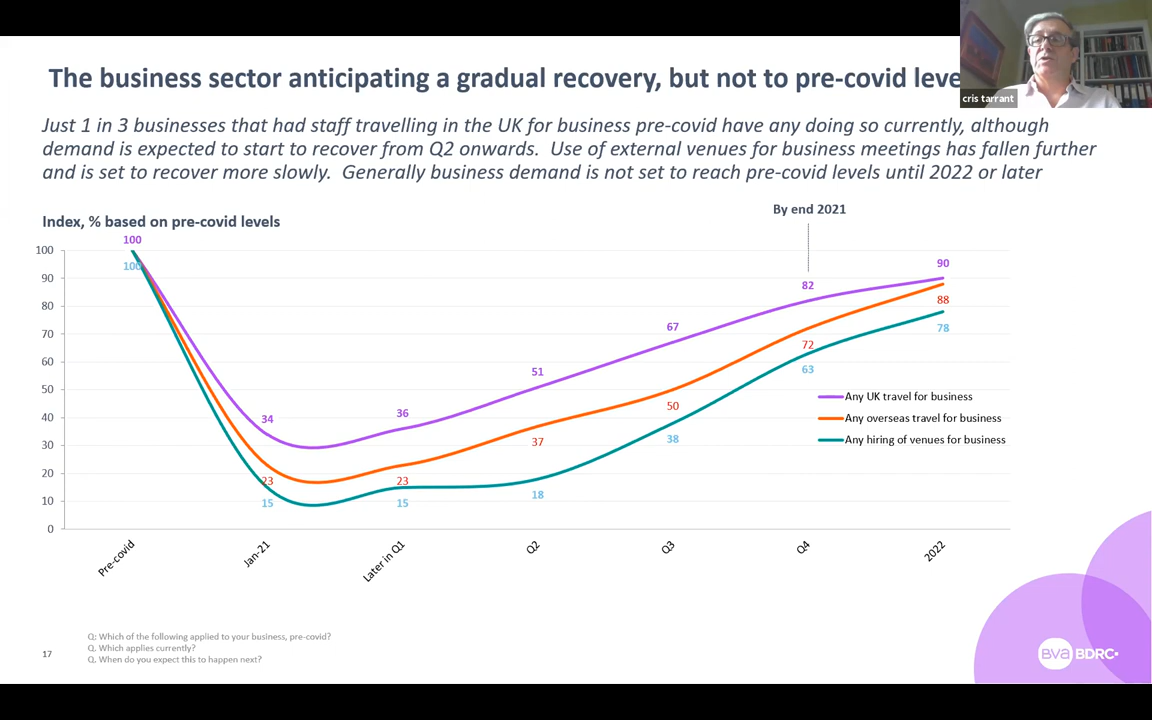 The business sector anticipating a gradual recovery, but not to pre-covid leve
cris tarrant
Just 1 in 3 businesses that had staff travelling in the UK for business pre-covid have any doing so currently, although
demand is expected to start to recover from Q2 onwards. Use of external venues for business meetings has fallen further
and is set to recover more slowly. Generally business demand is not set to reach pre-covid levels until 2022 or later
By end 2021
Index, % based on pre-covid levels
100
90
80
70
60
50
40
30
20
10
0
100
100
34
23
15
36
23
15
51
37
18
67
50
38
82
72
63
90
88
78
Any UK travel for business
Any overseas travel for business
Any hiring of venues for business
Pre-covid
Jan-21
Later in Q1
Q2
Q3
Q4
2022
Q: Which of the following applied to your business, pre-covid?
Q. Which applies currently?
Q. When do you expect this to happen next?
17
BVA BDRC